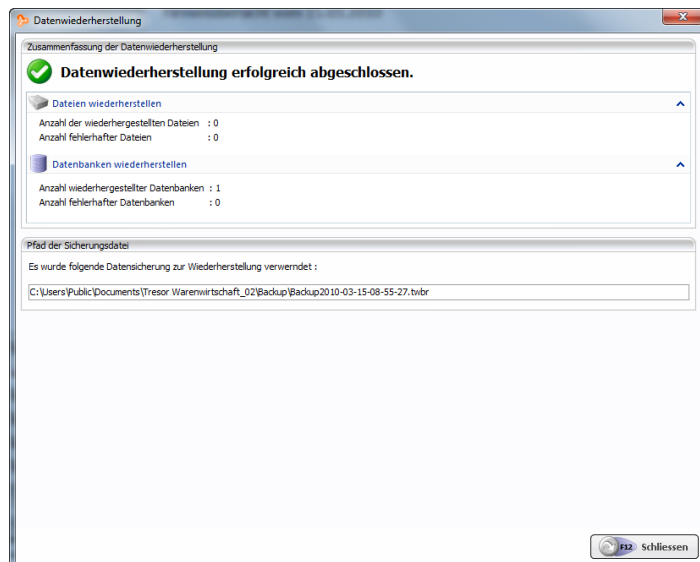 Datenwiederherstellung
Zusammenfassung der Datenwiederherstellung
Datenwiederherstellung erfolgreich abgeschlossen.
Dateien wiederherstellen
Anzahl der wiederhergestellten Dateien : 0
Anzahl fehlerhafter Dateien : 0
Datenbanken wiederherstellen
Anzahl wiederhergestellter Datenbanken : 1
Anzahl fehlerhafter Datenbanken : 0
Pfad der Sicherungsdatei
Es wurde folgende Datensicherung zur Wiederherstellung verwerndet :
C:\Users\Public\Documents\Tresor Warenwirtschaft_02\Backup\Backup2010-03-15-08-55-27.twbr
F12 Schliessen